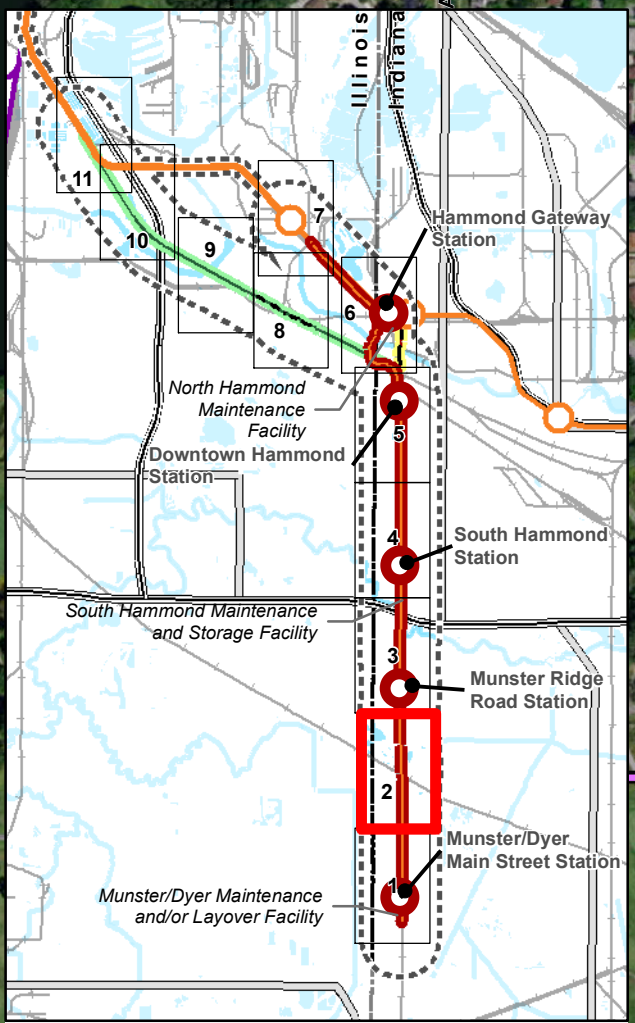 Illinois
Indiana
11
10
9
8
7
6
Hammond Gateway
Station
North Hammond
Maintenance
Facility
5
Downtown Hammond
Station
4
South Hammond
Station
South Hammond Maintenance
and Storage Facility
3
Munster Ridge
Road Station
2
Munster/Dyer
Main Street Station
1
Munster/Dyer Maintenance
and/or Layover Facility